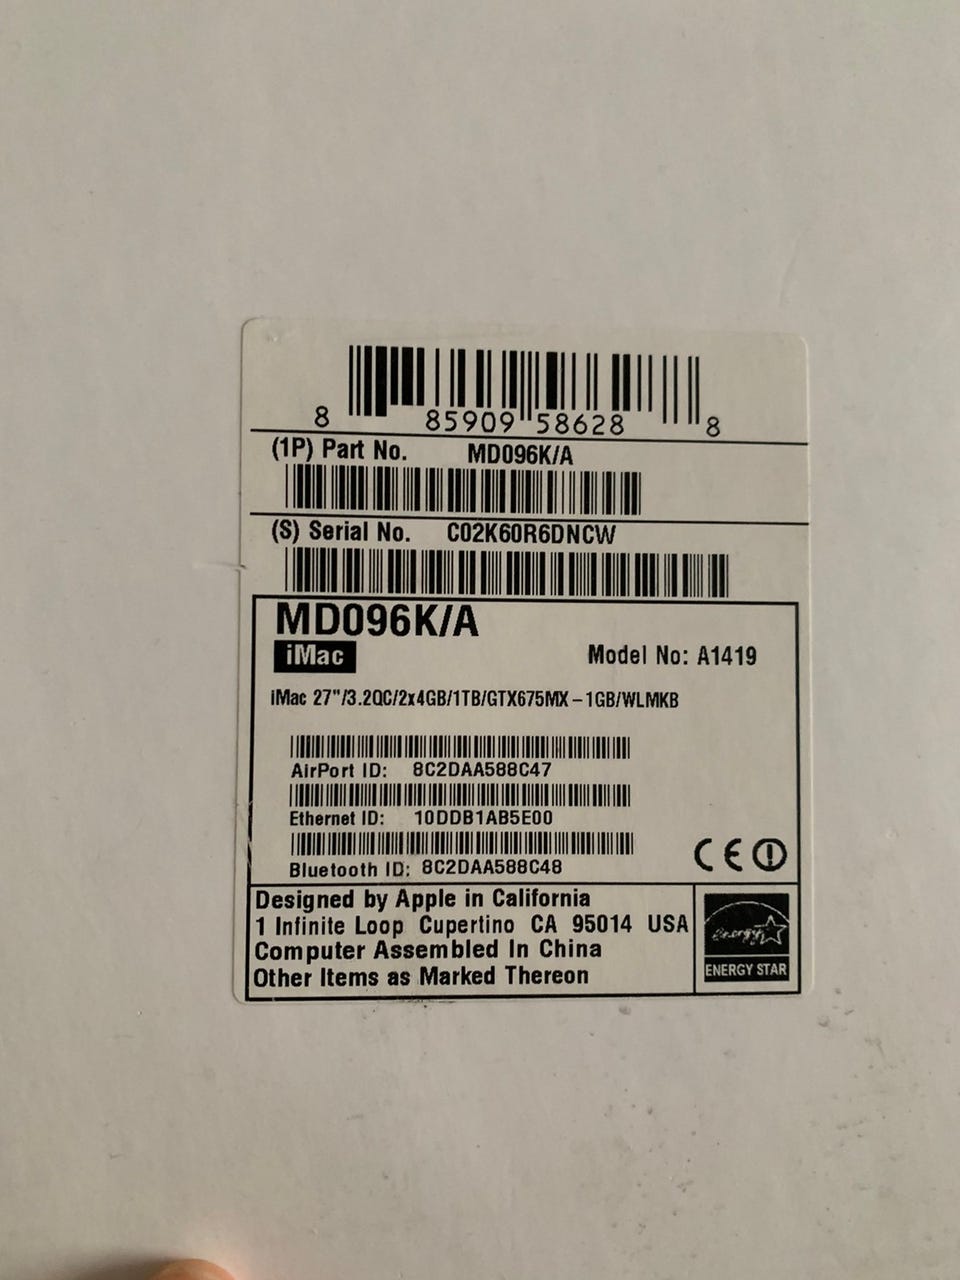 8 85909 58628 8
(1P) Part No. MD096K/A
(S) Serial No. C02K60R6DNCW
MD096K/A
iMac
Model No: A1419
iMac 27"/3.2QC/2x4GB/1TB/GTX675MX-1GB/WLMKB
AirPort ID: 8C2DAA588C47
Ethernet ID: 10DDB1AB5E00
Bluetooth ID: 8C2DAA588C48
CE
Designed by Apple in California
1 Infinite Loop Cupertino CA 95014 USA
Computer Assembled In China
Other Items as Marked Thereon
energy
ENERGY STAR